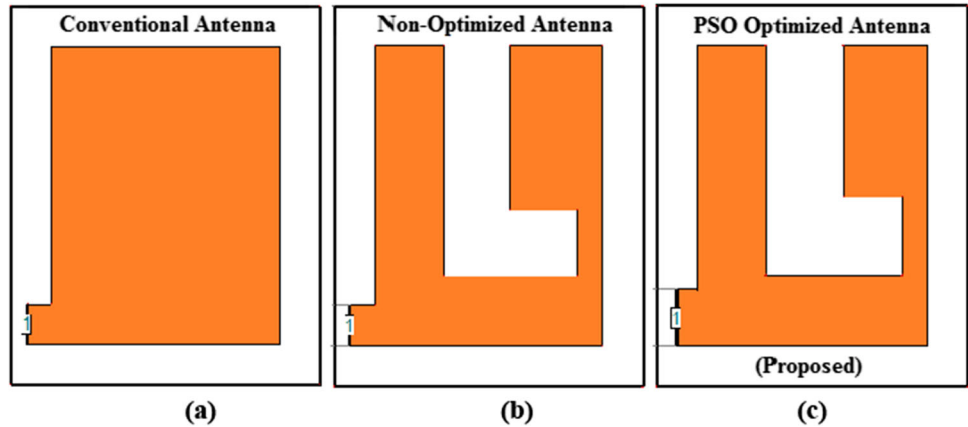 Conventional Antenna
Non-Optimized Antenna
PSO Optimized Antenna
1
1
1
(Proposed)
(a)
(b)
(c)